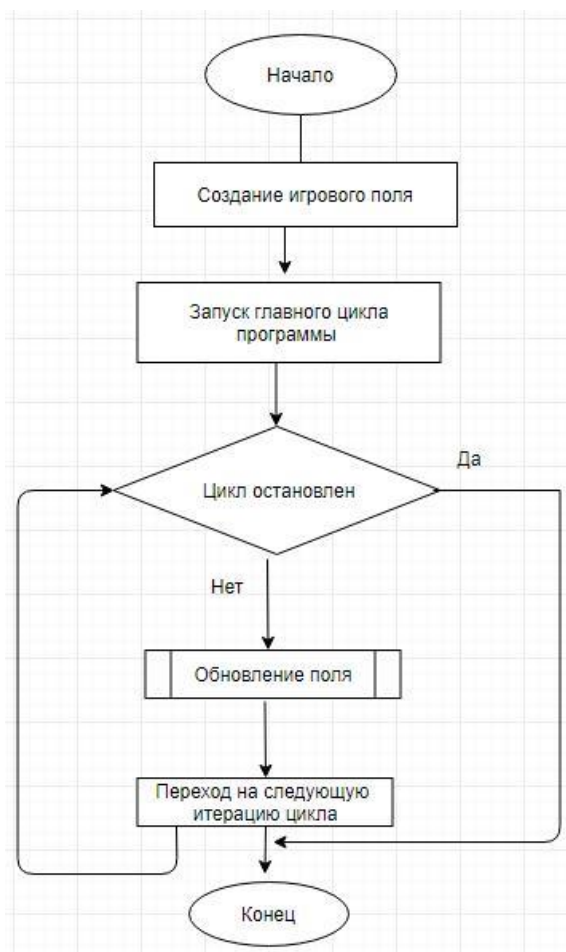 Начало
Создание игрового поля
Запуск главного цикла
программы
Да
Цикл остановлен
Нет
Обновление поля
Переход на следующую
итерацию цикла
Конец